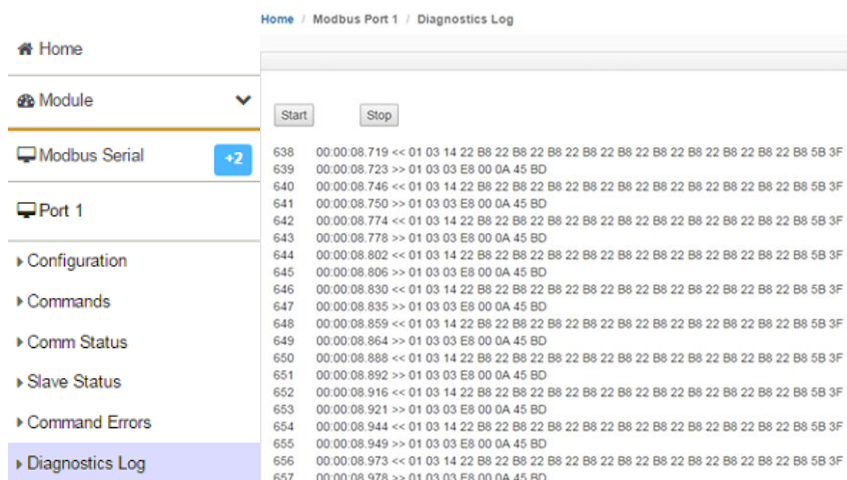 Home / Modbus Port 1 / Diagnostics Log
Home
Module
Modbus Serial +2
Port 1
Configuration
Commands
Comm Status
Slave Status
Command Errors
Diagnostics Log
Start Stop
638 00:00:08.719 << 01 03 14 22 B8 22 B8 22 B8 22 B8 22 B8 22 B8 22 B8 22 B8 22 B8 22 B8 5B 3F
639 00:00:08.723 >> 01 03 03 E8 00 0A 45 BD
640 00:00:08.746 << 01 03 14 22 B8 22 B8 22 B8 22 B8 22 B8 22 B8 22 B8 22 B8 22 B8 22 B8 5B 3F
641 00:00:08.750 >> 01 03 03 E8 00 0A 45 BD
642 00:00:08.774 << 01 03 14 22 B8 22 B8 22 B8 22 B8 22 B8 22 B8 22 B8 22 B8 22 B8 22 B8 5B 3F
643 00:00:08.778 >> 01 03 03 E8 00 0A 45 BD
644 00:00:08.802 << 01 03 14 22 B8 22 B8 22 B8 22 B8 22 B8 22 B8 22 B8 22 B8 22 B8 22 B8 5B 3F
645 00:00:08.806 >> 01 03 03 E8 00 0A 45 BD
646 00:00:08.830 << 01 03 14 22 B8 22 B8 22 B8 22 B8 22 B8 22 B8 22 B8 22 B8 22 B8 22 B8 5B 3F
647 00:00:08.835 >> 01 03 03 E8 00 0A 45 BD
648 00:00:08.859 << 01 03 14 22 B8 22 B8 22 B8 22 B8 22 B8 22 B8 22 B8 22 B8 22 B8 22 B8 5B 3F
649 00:00:08.864 >> 01 03 03 E8 00 0A 45 BD
650 00:00:08.888 << 01 03 14 22 B8 22 B8 22 B8 22 B8 22 B8 22 B8 22 B8 22 B8 22 B8 22 B8 5B 3F
651 00:00:08.892 >> 01 03 03 E8 00 0A 45 BD
652 00:00:08.916 << 01 03 14 22 B8 22 B8 22 B8 22 B8 22 B8 22 B8 22 B8 22 B8 22 B8 22 B8 5B 3F
653 00:00:08.921 >> 01 03 03 E8 00 0A 45 BD
654 00:00:08.944 << 01 03 14 22 B8 22 B8 22 B8 22 B8 22 B8 22 B8 22 B8 22 B8 22 B8 22 B8 5B 3F
655 00:00:08.949 >> 01 03 03 E8 00 0A 45 BD
656 00:00:08.973 << 01 03 14 22 B8 22 B8 22 B8 22 B8 22 B8 22 B8 22 B8 22 B8 22 B8 22 B8 5B 3F
657 00:00:08.978 >> 01 03 03 E8 00 0A 45 BD